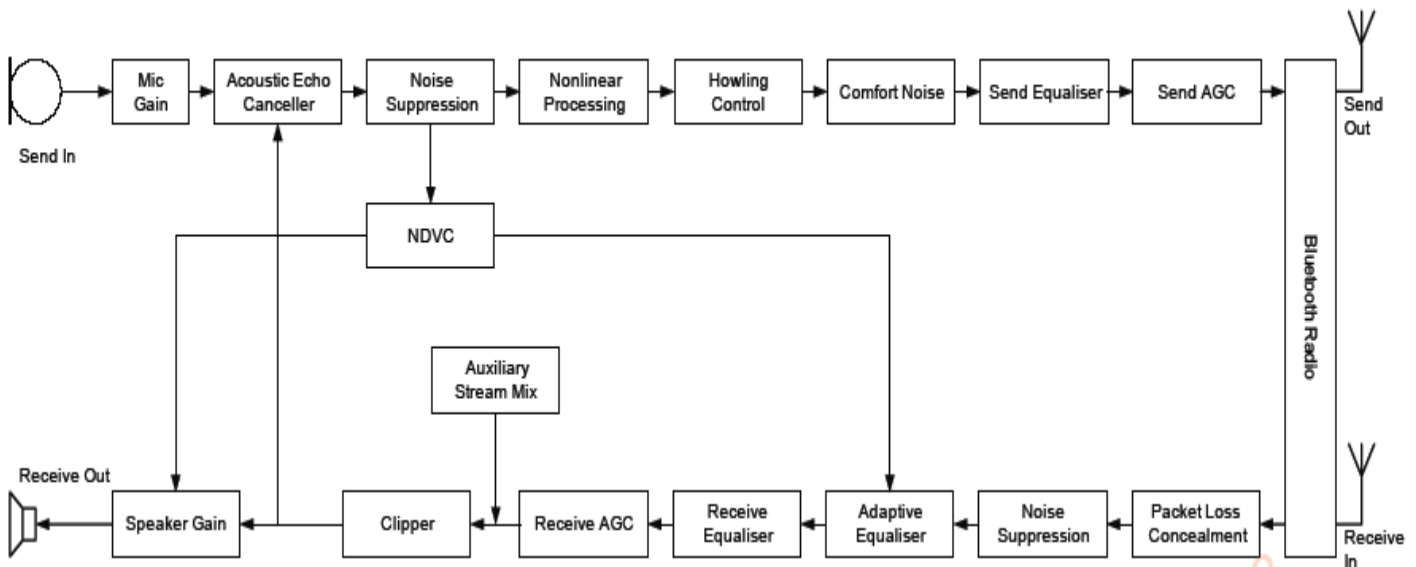 Mic
Gain
Acoustic Echo
Canceller
Noise
Suppression
Nonlinear
Processing
Howling
Control
Comfort Noise
Send Equaliser
Send AGC
Send
Out
Send In
NDVC
Bluetooth Radio
Auxiliary
Stream Mix
Receive Out
Speaker Gain
Clipper
Receive AGC
Receive
Equaliser
Adaptive
Equaliser
Noise
Suppression
Packet Loss
Concealment
Receive
In